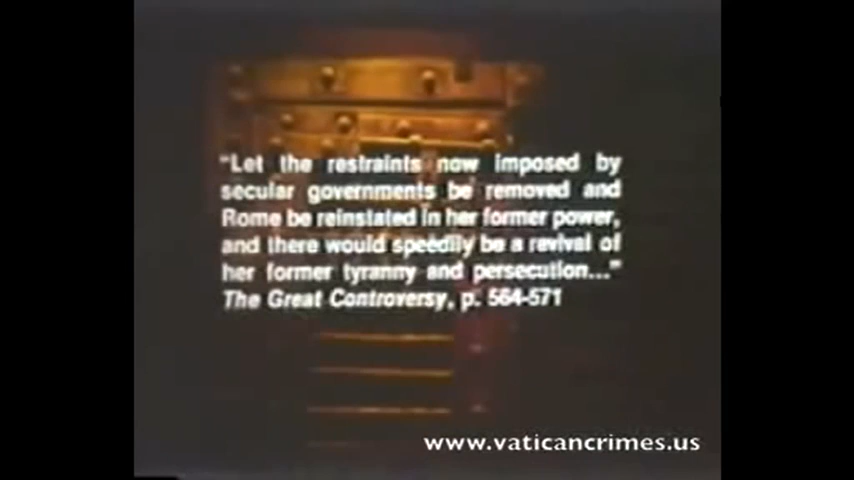 "Let the restraints now imposed by
secular governments be removed and
Rome be reinstated in her former power,
and there would speedily be a revival of
her former tyranny and persecution..."
The Great Controversy, p. 564-571
www.vaticancrimes.us